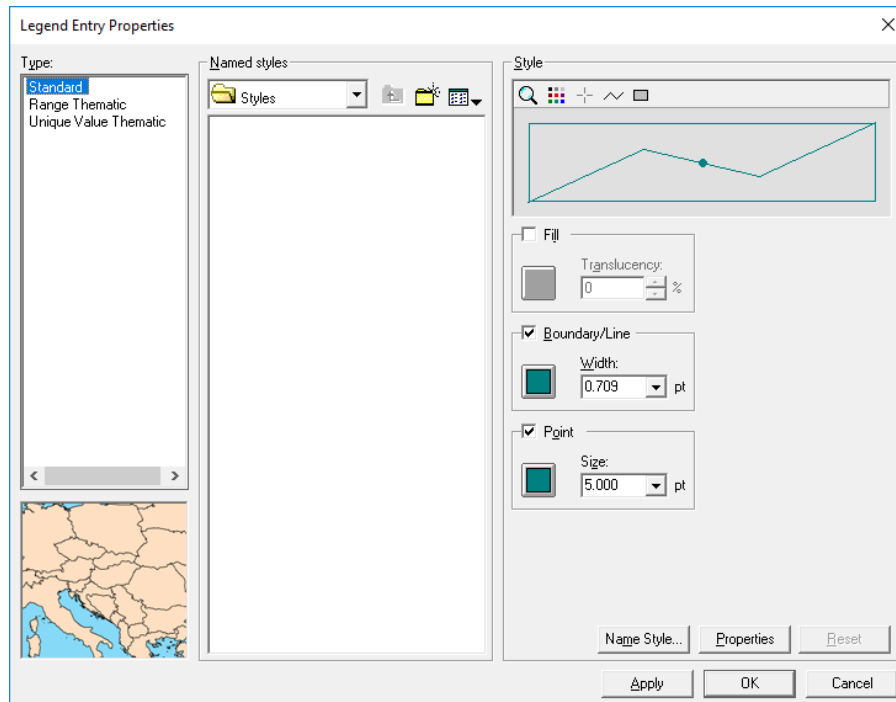 Legend Entry Properties
Type:
Standard
Range Thematic
Unique Value Thematic
Named styles
Styles
Style
Fill
Translucency:
0 %
Boundary/Line
Width:
0.709 pt
Point
Size:
5.000 pt
Name Style... Properties Reset
Apply OK Cancel